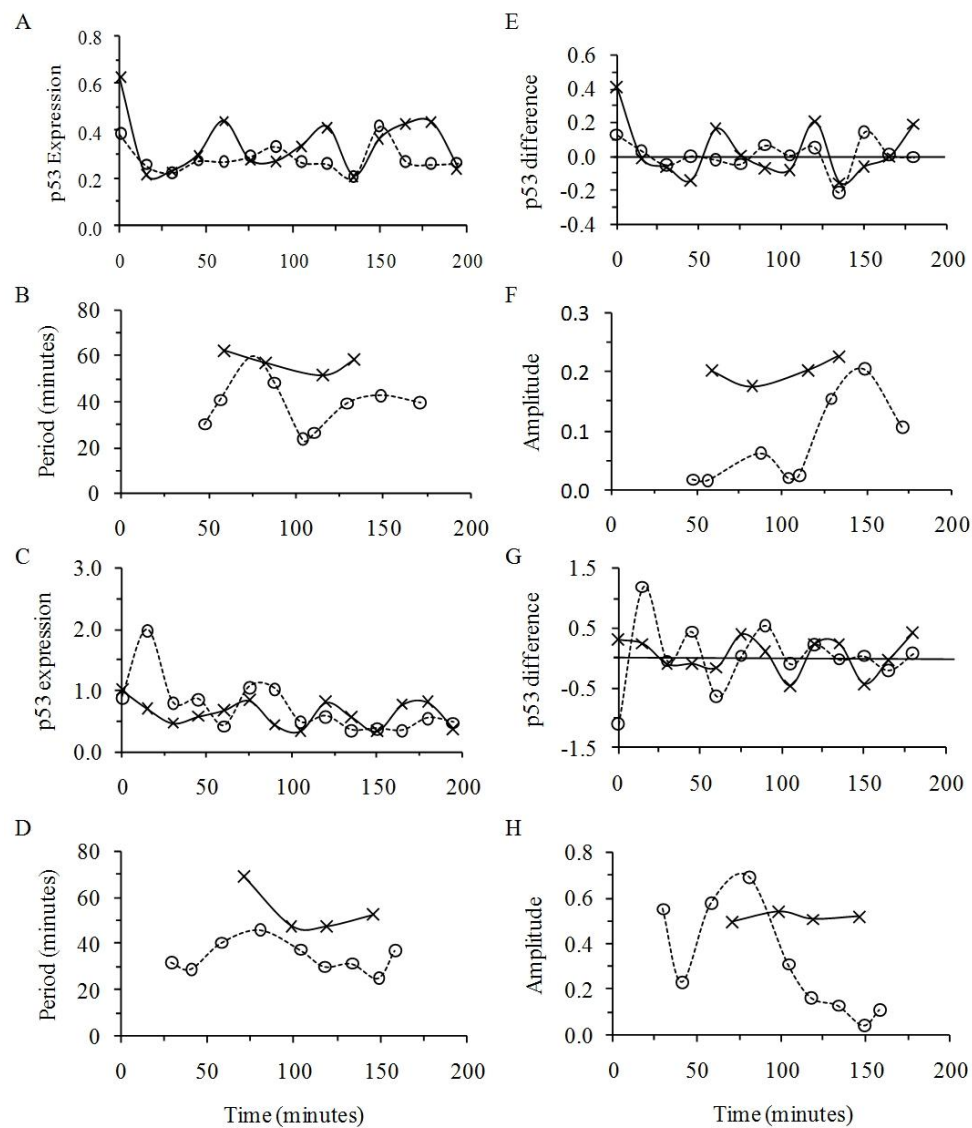 A
p53 Expression
0.8
0.6
0.4
0.2
0.0
0 50 100 150 200
E
p53 difference
0.6
0.4
0.2
0.0
-0.2
-0.4
0 50 100 150 200
B
Period (minutes)
80
60
40
20
0
0 50 100 150 200
F
Amplitude
0.3
0.2
0.1
0.0
0 50 100 150 200
C
p53 expression
3.0
2.0
1.0
0.0
0 50 100 150 200
G
p53 difference
1.5
0.5
-0.5
-1.5
0 50 100 150 200
D
Period (minutes)
80
60
40
20
0
0 50 100 150 200
Time (minutes)
H
Amplitude
0.8
0.6
0.4
0.2
0.0
0 50 100 150 200
Time (minutes)